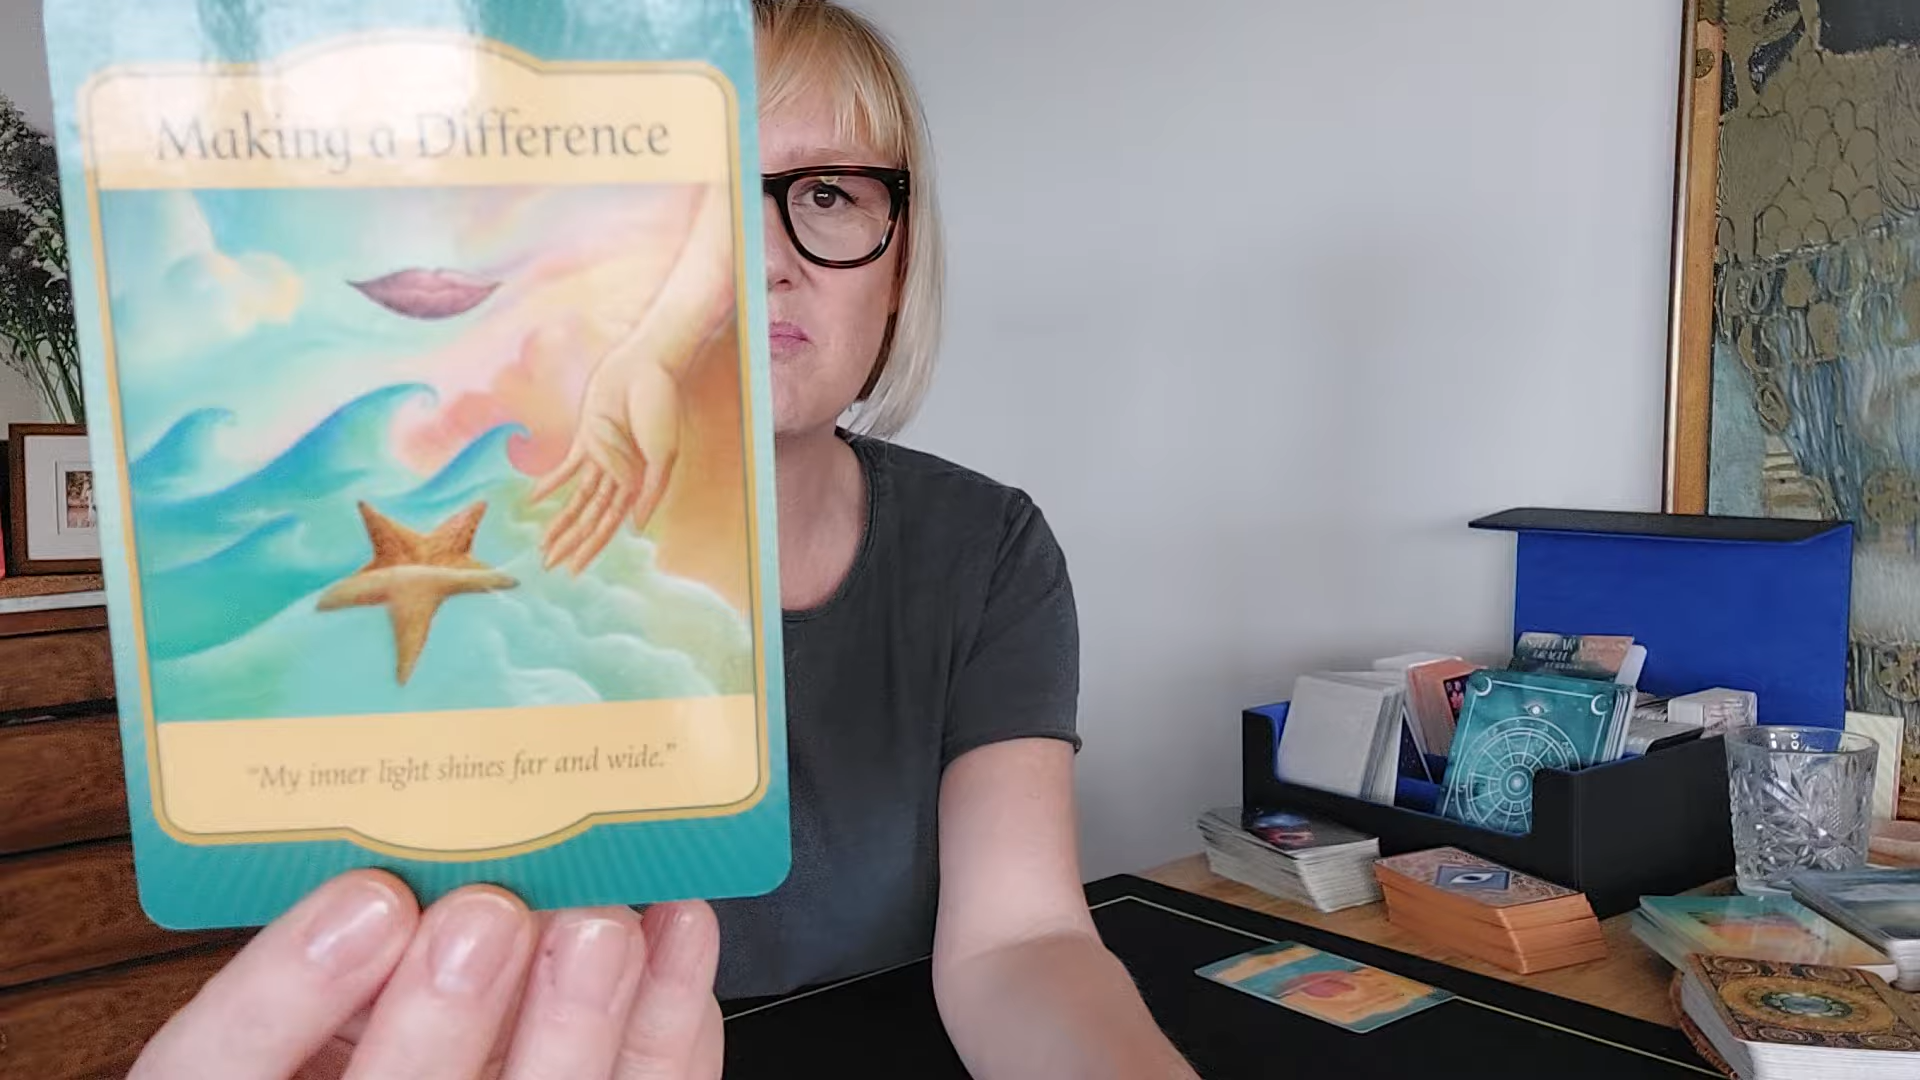 Making a Difference
"My inner light shines far and wide."